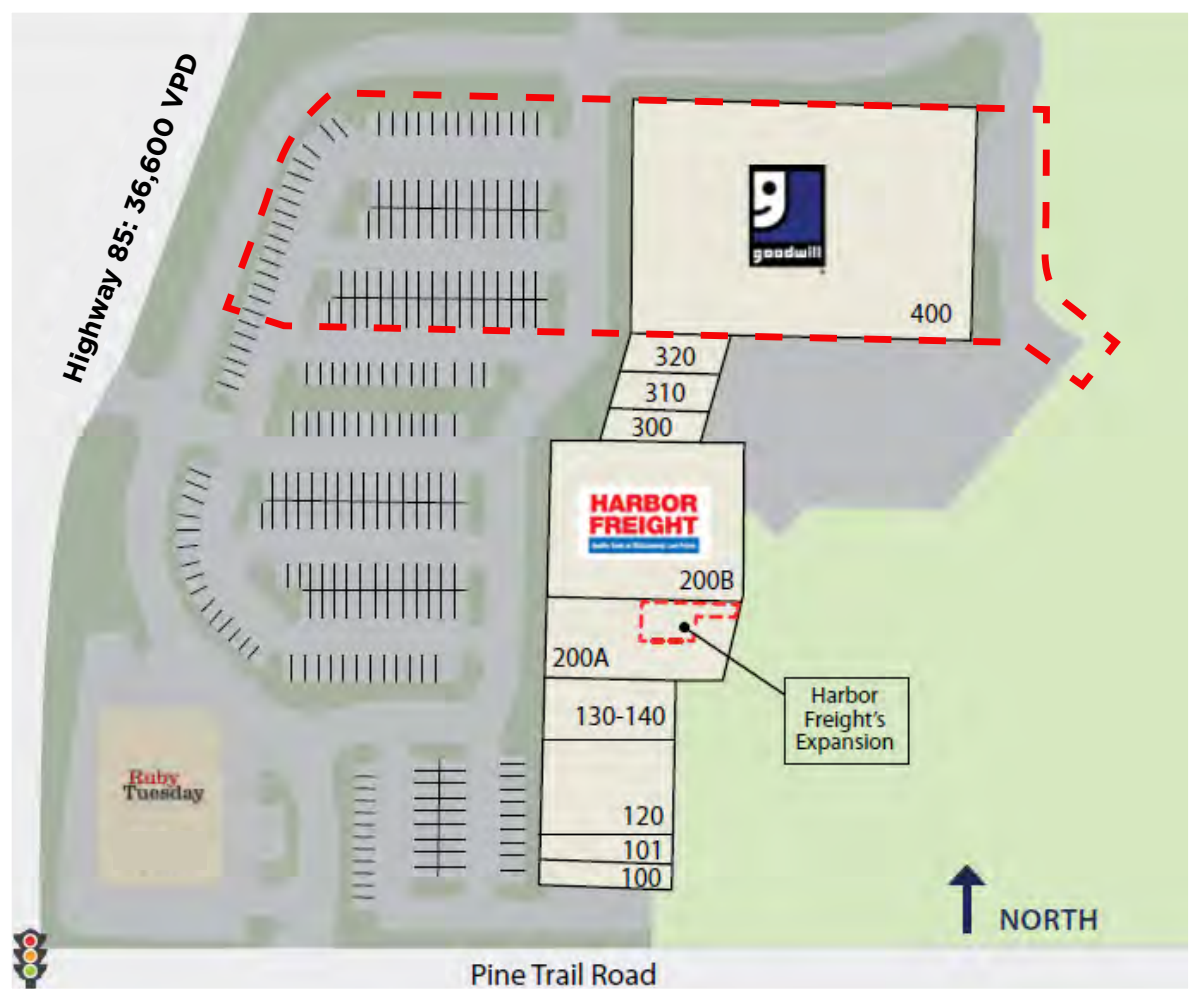 Highway 85: 36,600 VPD
goodwill
400
320
310
300
HARBOR
FREIGHT
200B
200A
Harbor
Freight's
Expansion
130-140
Ruby
Tuesday
120
101
100
NORTH
Pine Trail Road